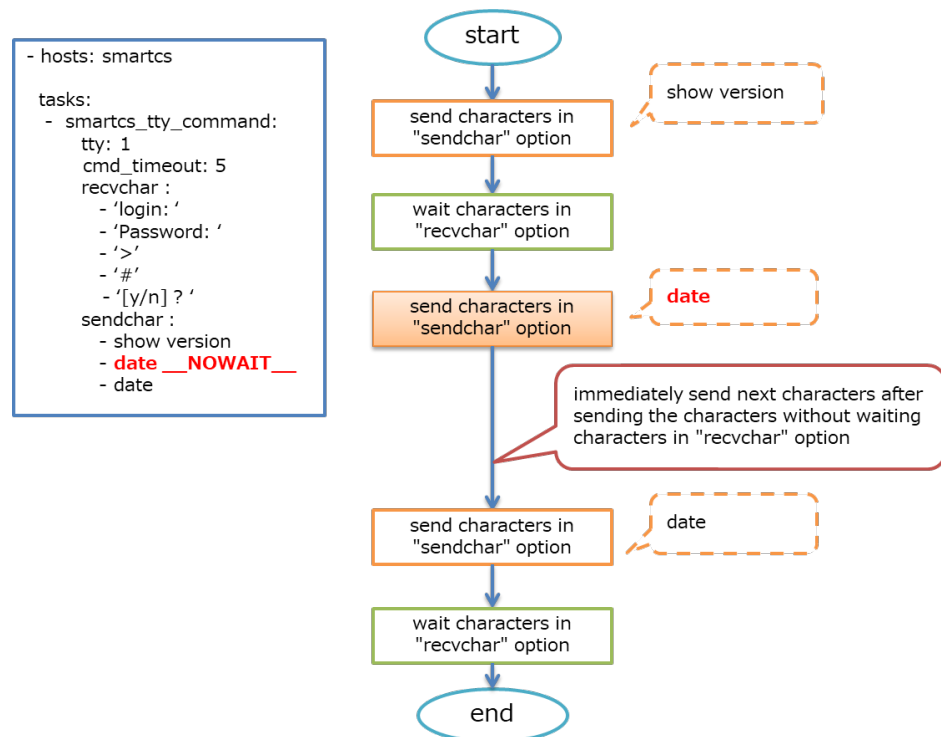 - hosts: smartcs
tasks:
- smartcs_tty_command:
tty: 1
cmd_timeout: 5
recvchar :
- ‘login: ‘
- ‘Password: ‘
- ‘>’
- ‘#’
- ‘[y/n] ? ‘
sendchar :
- show version
- date __NOWAIT__
- date
start
send characters in
"sendchar" option
show version
wait characters in
"recvchar" option
send characters in
"sendchar" option
date
immediately send next characters after
sending the characters without waiting
characters in "recvchar" option
send characters in
"sendchar" option
date
wait characters in
"recvchar" option
end